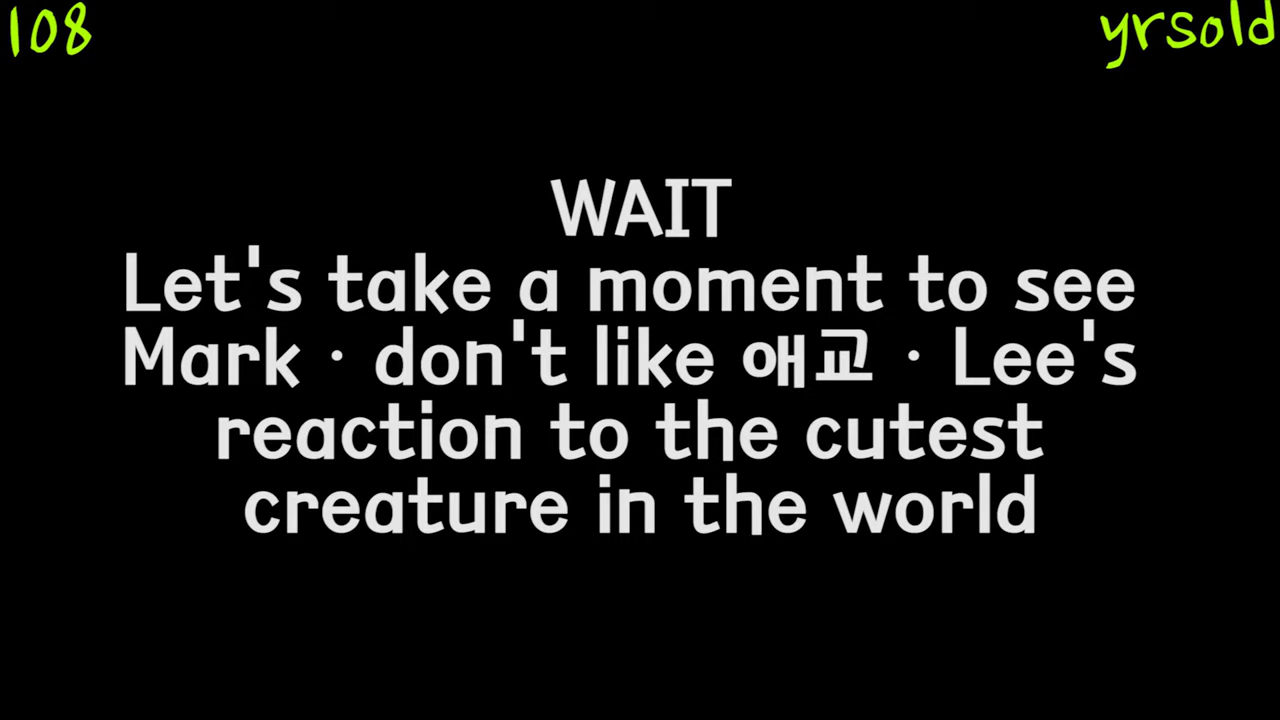 108
yrsold
WAIT
Let's take a moment to see
Mark · don't like 애교 · Lee's
reaction to the cutest
creature in the world